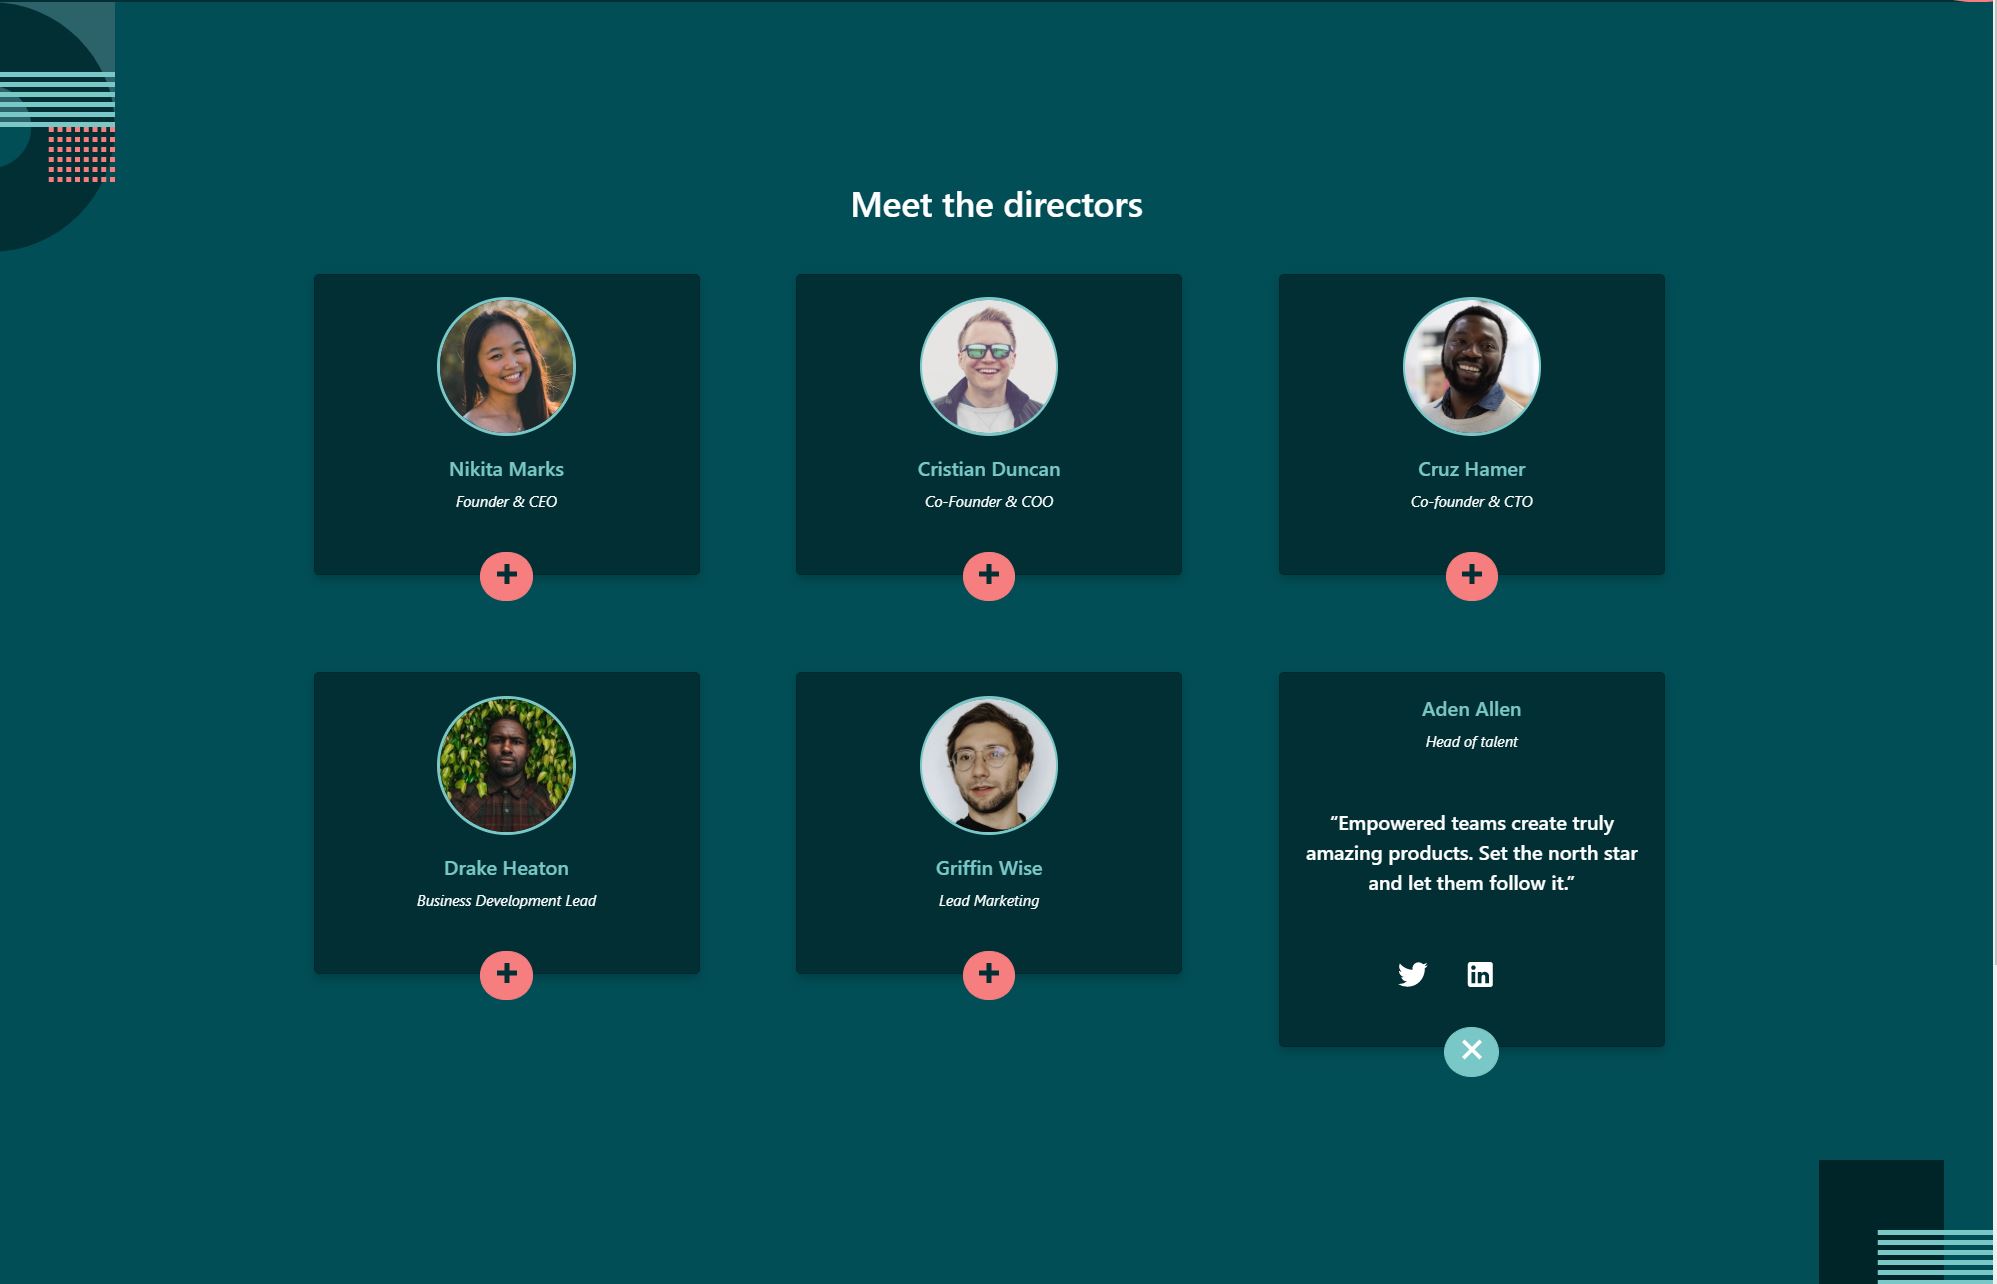 Meet the directors
Nikita Marks
Founder & CEO
Cristian Duncan
Co-Founder & COO
Cruz Hamer
Co-founder & CTO
Drake Heaton
Business Development Lead
Griffin Wise
Lead Marketing
Aden Allen
Head of talent
“Empowered teams create truly
amazing products. Set the north star
and let them follow it.”